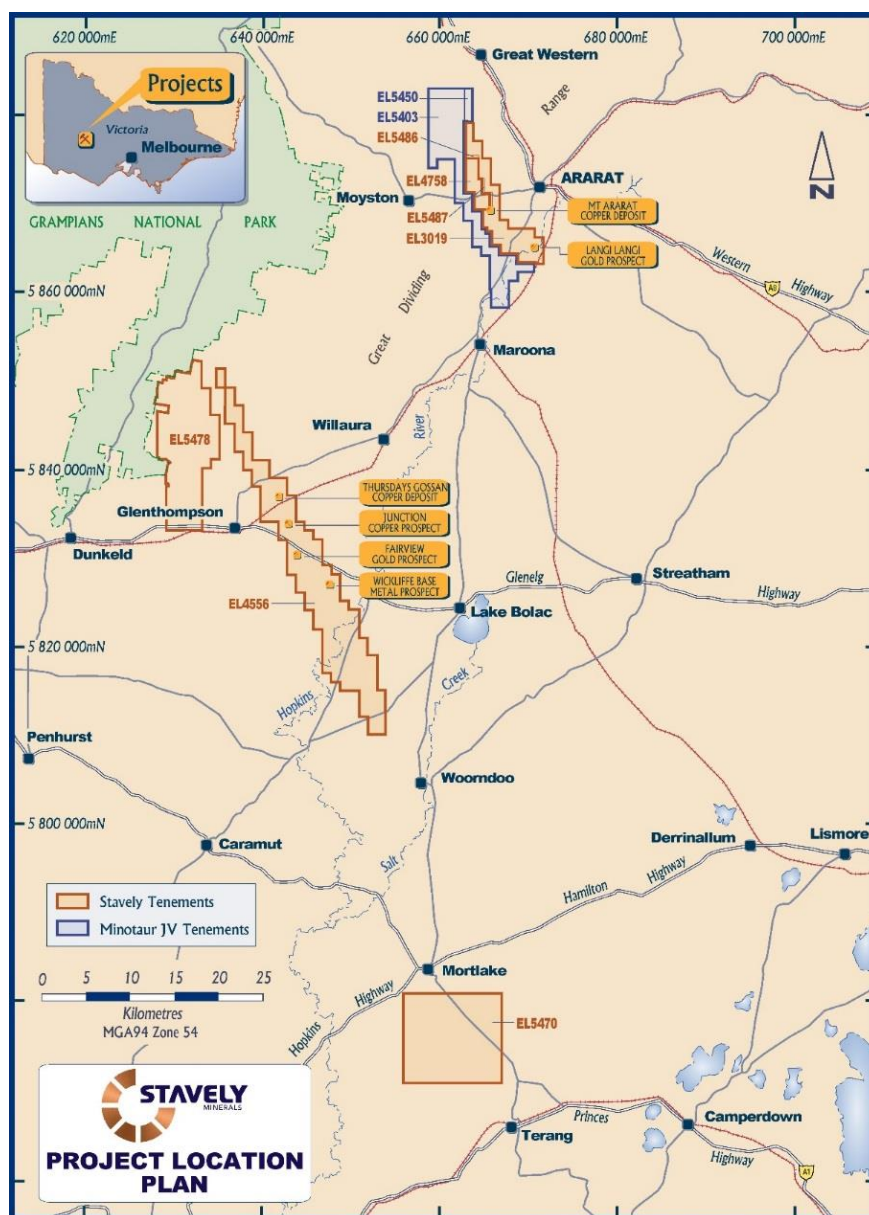 620 000mE
640 000mE
660 000mE
680 000mE
700 000mE
Projects
Victoria
Melbourne
Great Western
Range
EL5450
EL5403
EL5486
EL4758
EL5487
EL3019
Moyston
ARARAT
N
MT ARARAT
COPPER DEPOSIT
LANGI LANGI
GOLD PROSPECT
GRAMPIANS NATIONAL PARK
Western
Highway
A8
5 860 000mN
Great Dividing
Maroona
Willaura
River
EL5478
5 840 000mN
THURSDAYS GOSSAN
COPPER DEPOSIT
JUNCTION
COPPER PROSPECT
FAIRVIEW
GOLD PROSPECT
WICKLIFFE BASE
METAL PROSPECT
Glenthompson
Dunkeld
Glenelg
Highway
Streatham
EL4556
Lake Bolac
5 820 000mN
Creek
Hopkins
Penhurst
Woorndoo
5 800 000mN
Caramut
Salt
Derrinallum
Lismore
Hamilton
Highway
Stavely Tenements
Minotaur JV Tenements
0 5 10 15 20 25
Kilometres
MGA94 Zone 54
Mortlake
Hopkins
Highway
EL5470
STAVELY
MINERALS
PROJECT LOCATION
PLAN
Terang
Princes
Highway
Camperdown
A1